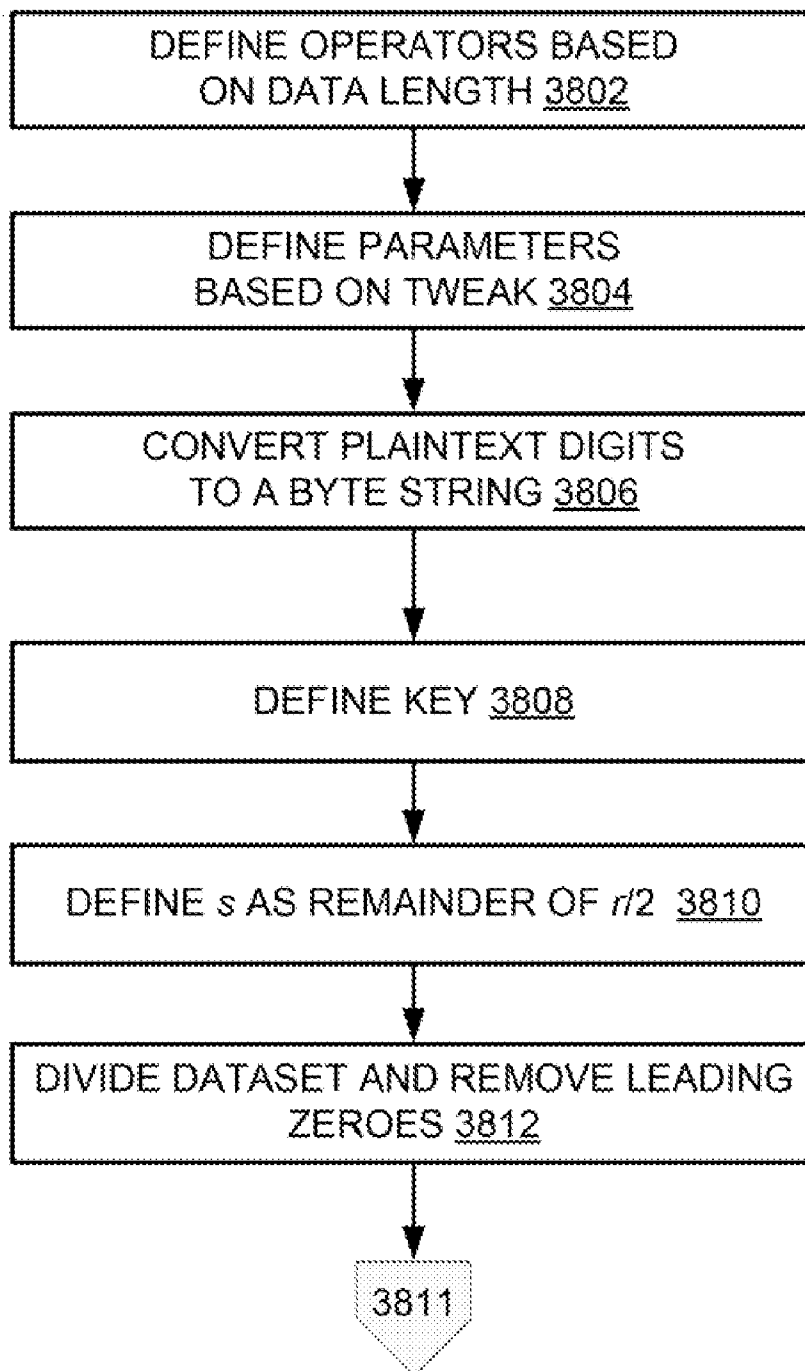 DEFINE OPERATORS BASED
ON DATA LENGTH 3802
DEFINE PARAMETERS
BASED ON TWEAK 3804
CONVERT PLAINTEXT DIGITS
TO A BYTE STRING 3806
DEFINE KEY 3808
DEFINE s AS REMAINDER OF r/2 3810
DIVIDE DATASET AND REMOVE LEADING
ZEROES 3812
3811